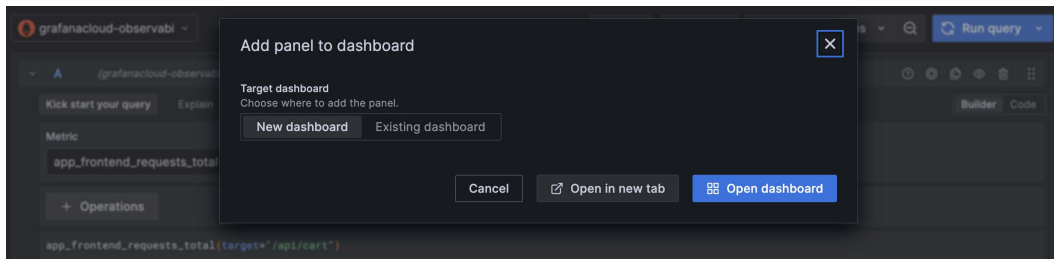 grafanacloud-observabi
Run query
Add panel to dashboard
A (grafanacloud-observabi
Target dashboard
Choose where to add the panel.
Kick start your query Explain
Builder Code
New dashboard Existing dashboard
Metric
app_frontend_requests_total
Cancel Open in new tab Open dashboard
+ Operations
app_frontend_requests_total{target="/api/cart"}